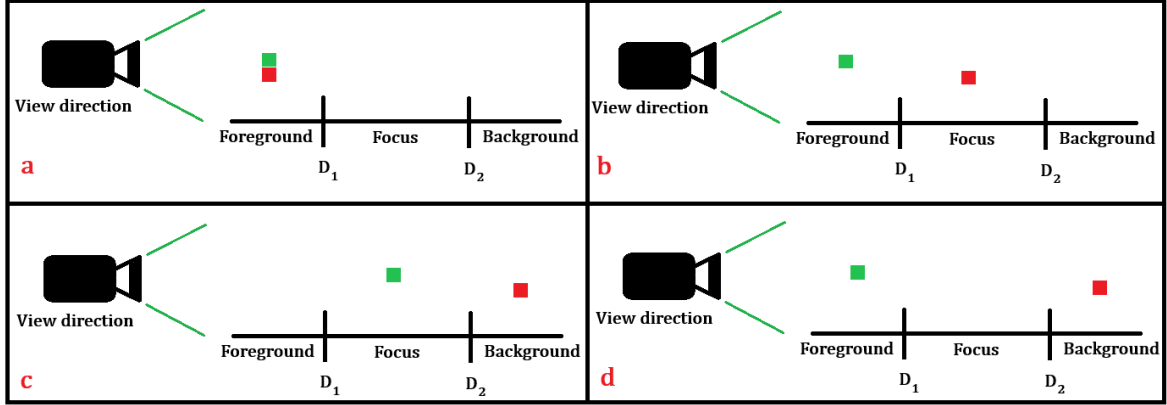 View direction
Foreground Focus Background
D1 D2
a
View direction
Foreground Focus Background
D1 D2
b
View direction
Foreground Focus Background
D1 D2
c
View direction
Foreground Focus Background
D1 D2
d